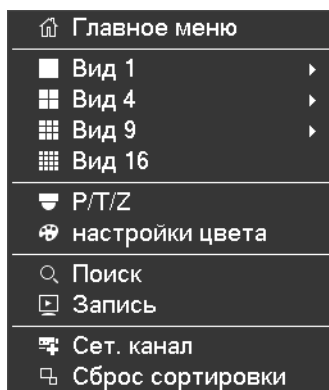 Главное меню
Вид 1
Вид 4
Вид 9
Вид 16
P/T/Z
настройки цвета
Поиск
Запись
Сет. канал
Сброс сортировки